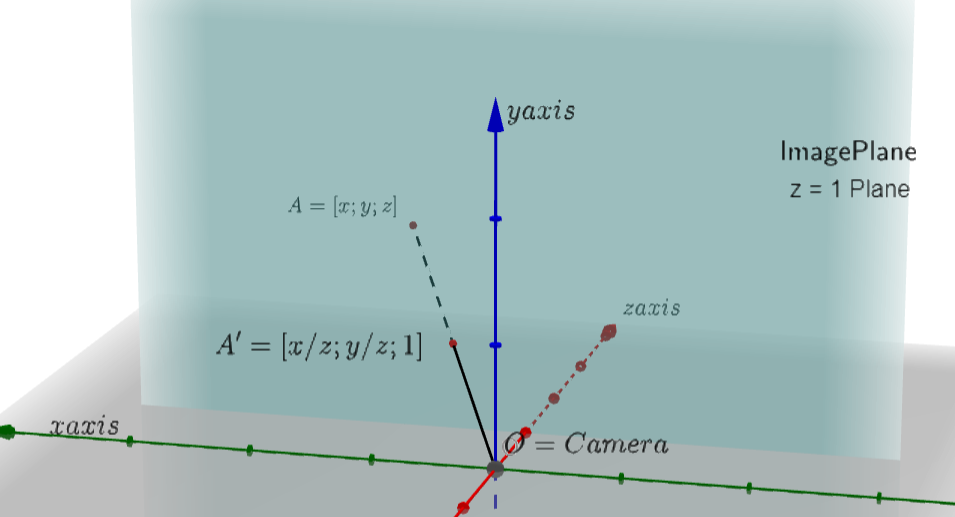 yaxis
ImagePlane
z = 1 Plane
A = [x; y; z]
zaxis
A′ = [x/z; y/z; 1]
xaxis
O = Camera